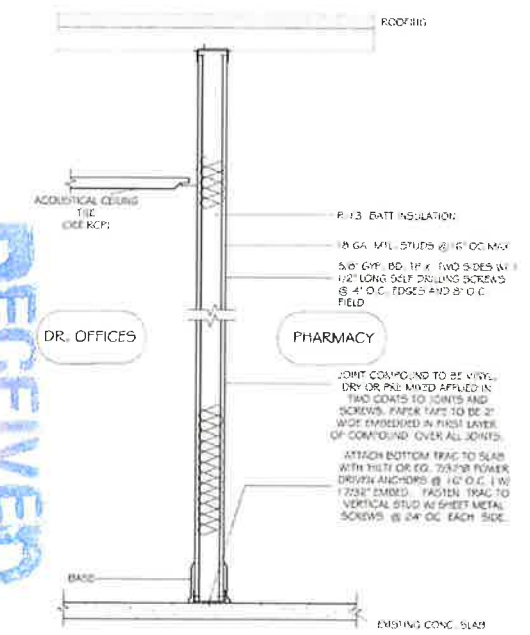 ROOFING
ACOUSTICAL CEILING
TILE
(SEE RCP)
R-13 BATT INSULATION
18 GA. MTL. STUDS @ 16" OC MAX
5/8" GYP. BD. TYP. TWO SIDES W/ 1
1/2" LONG SELF DRILLING SCREWS
@ 4" O.C. EDGES AND 8" O.C.
FIELD
DR. OFFICES
PHARMACY
JOINT COMPOUND TO BE VINYL,
DRY OR PRE MIXED APPLIED IN
TWO COATS TO JOINTS AND
SCREWS. PAPER TAPE TO BE 2"
WIDE EMBEDDED IN FIRST LAYER
OF COMPOUND OVER ALL JOINTS.
ATTACH BOTTOM TRAC TO SLAB
WITH HILTI OR EQ. POWER
DRIVEN ANCHORS @ 16" O.C. ( W/
17/32" EMBED. FASTEN TRAC TO
VERTICAL STUD W/ SHEET METAL
SCREWS @ 24" OC EACH SIDE.
BASE
EXISTING CONC. SLAB
RECEIVED